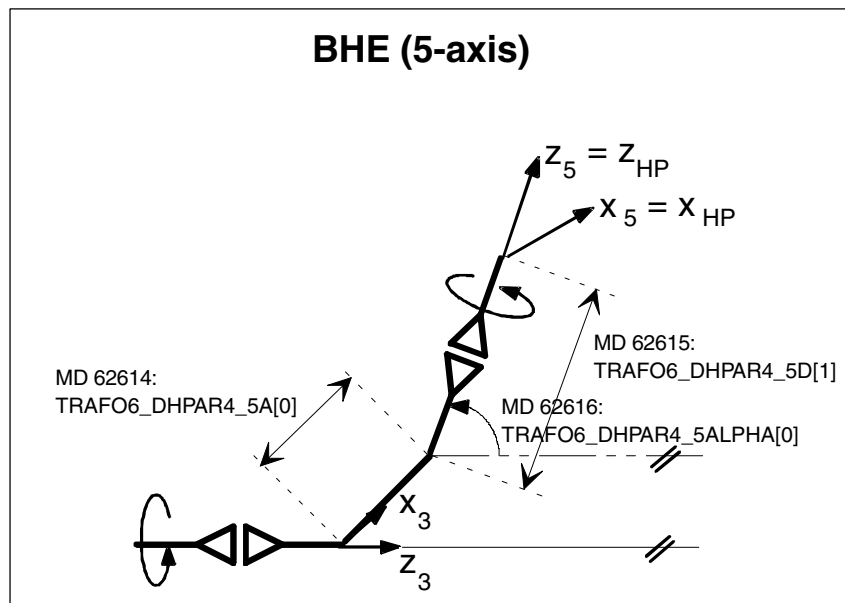 BHE (5-axis)
z5 = zHP
x5 = x HP
MD 62614:
TRAFO6_DHPAR4_5A[0]
MD 62615:
TRAFO6_DHPAR4_5D[1]
MD 62616:
TRAFO6_DHPAR4_5ALPHA[0]
x3
z3